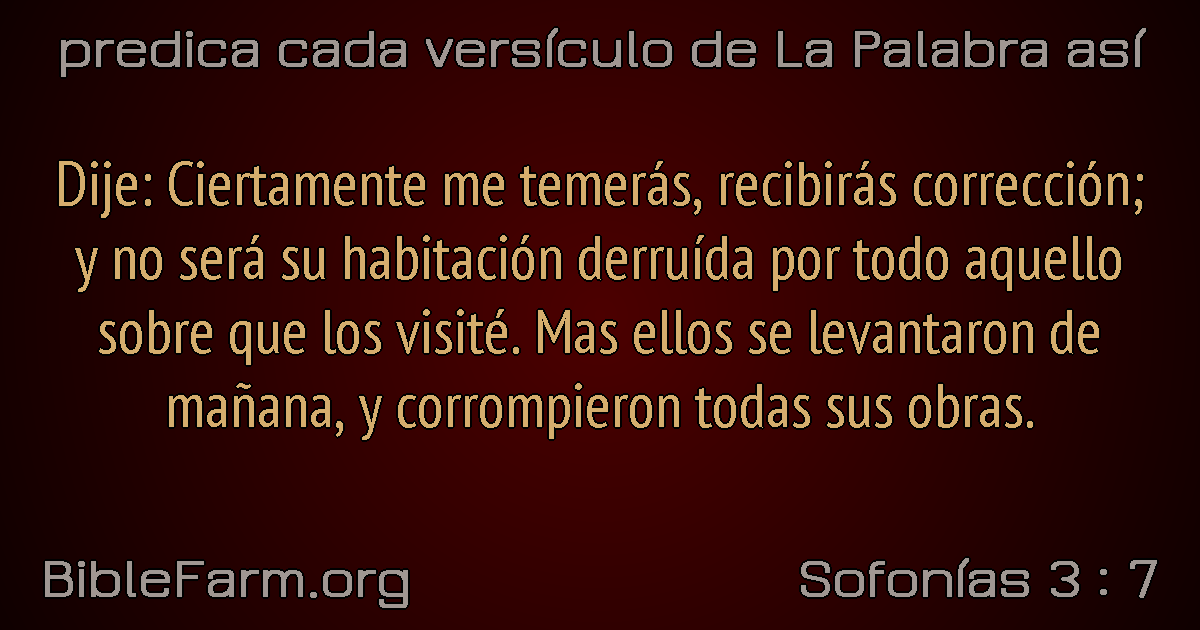 predica cada versículo de La Palabra así
Dije: Ciertamente me temerás, recibirás corrección;
y no será su habitación derruída por todo aquello
sobre que los visité. Mas ellos se levantaron de
mañana, y corrompieron todas sus obras.
BibleFarm.org
Sofonías 3 : 7